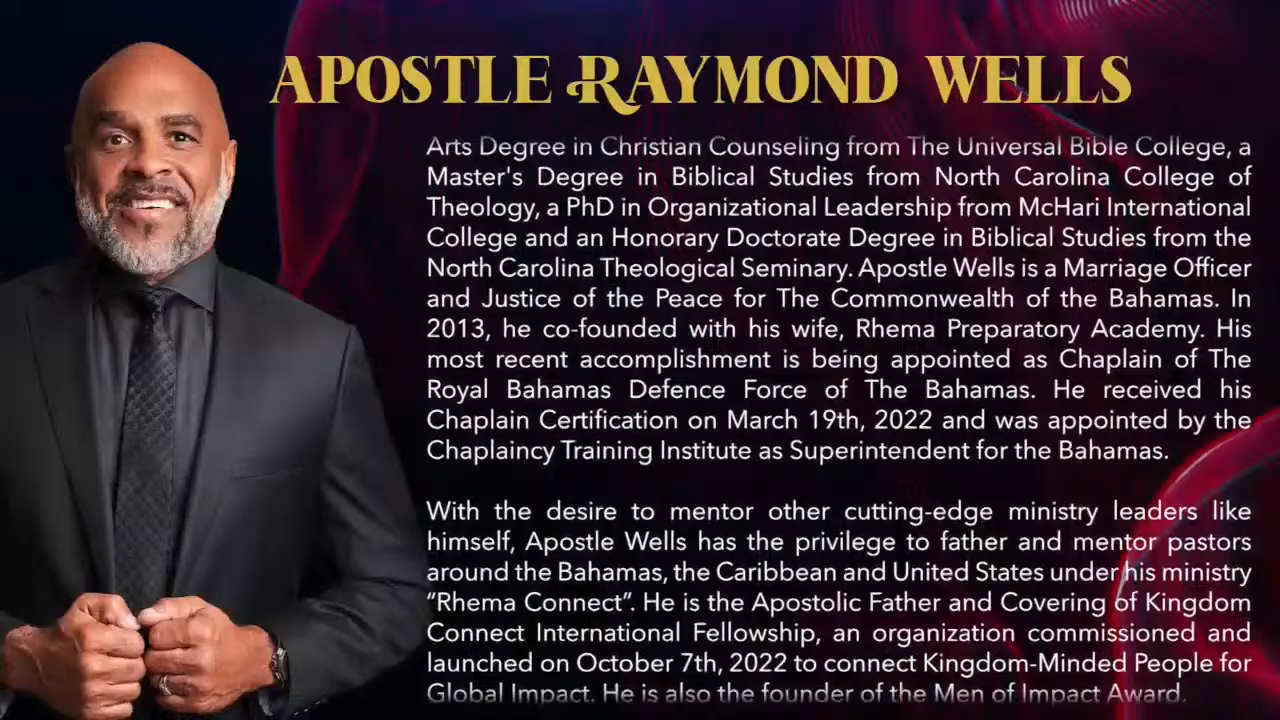 APOSTLE RAYMOND WELLS
Arts Degree in Christian Counseling from The Universal Bible College, a
Master's Degree in Biblical Studies from North Carolina College of
Theology, a PhD in Organizational Leadership from McHari International
College and an Honorary Doctorate Degree in Biblical Studies from the
North Carolina Theological Seminary. Apostle Wells is a Marriage Officer
and Justice of the Peace for The Commonwealth of the Bahamas. In
2013, he co-founded with his wife, Rhema Preparatory Academy. His
most recent accomplishment is being appointed as Chaplain of The
Royal Bahamas Defence Force of The Bahamas. He received his
Chaplain Certification on March 19th, 2022 and was appointed by the
Chaplaincy Training Institute as Superintendent for the Bahamas.
With the desire to mentor other cutting-edge ministry leaders like
himself, Apostle Wells has the privilege to father and mentor pastors
around the Bahamas, the Caribbean and United States under his ministry
“Rhema Connect”. He is the Apostolic Father and Covering of Kingdom
Connect International Fellowship, an organization commissioned and
launched on October 7th, 2022 to connect Kingdom-Minded People for
Global Impact. He is also the founder of the Men of Impact Award.